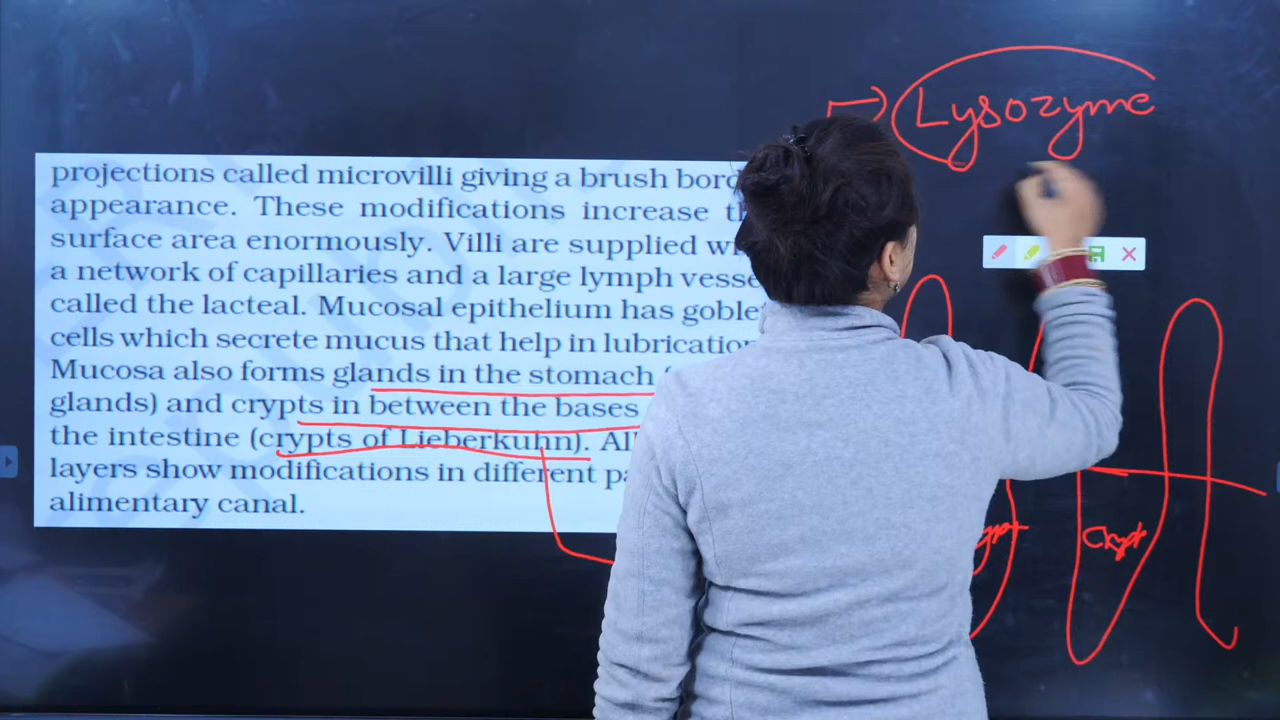 Lysozyme
projections called microvilli giving a brush bord
appearance. These modifications increase th
surface area enormously. Villi are supplied wi
a network of capillaries and a large lymph vesse
called the lacteal. Mucosal epithelium has goble
cells which secrete mucus that help in lubrication
Mucosa also forms glands in the stomach (
glands) and crypts in between the bases
the intestine (crypts of Lieberkuhn). Al
layers show modifications in different pa
alimentary canal.
Crypt